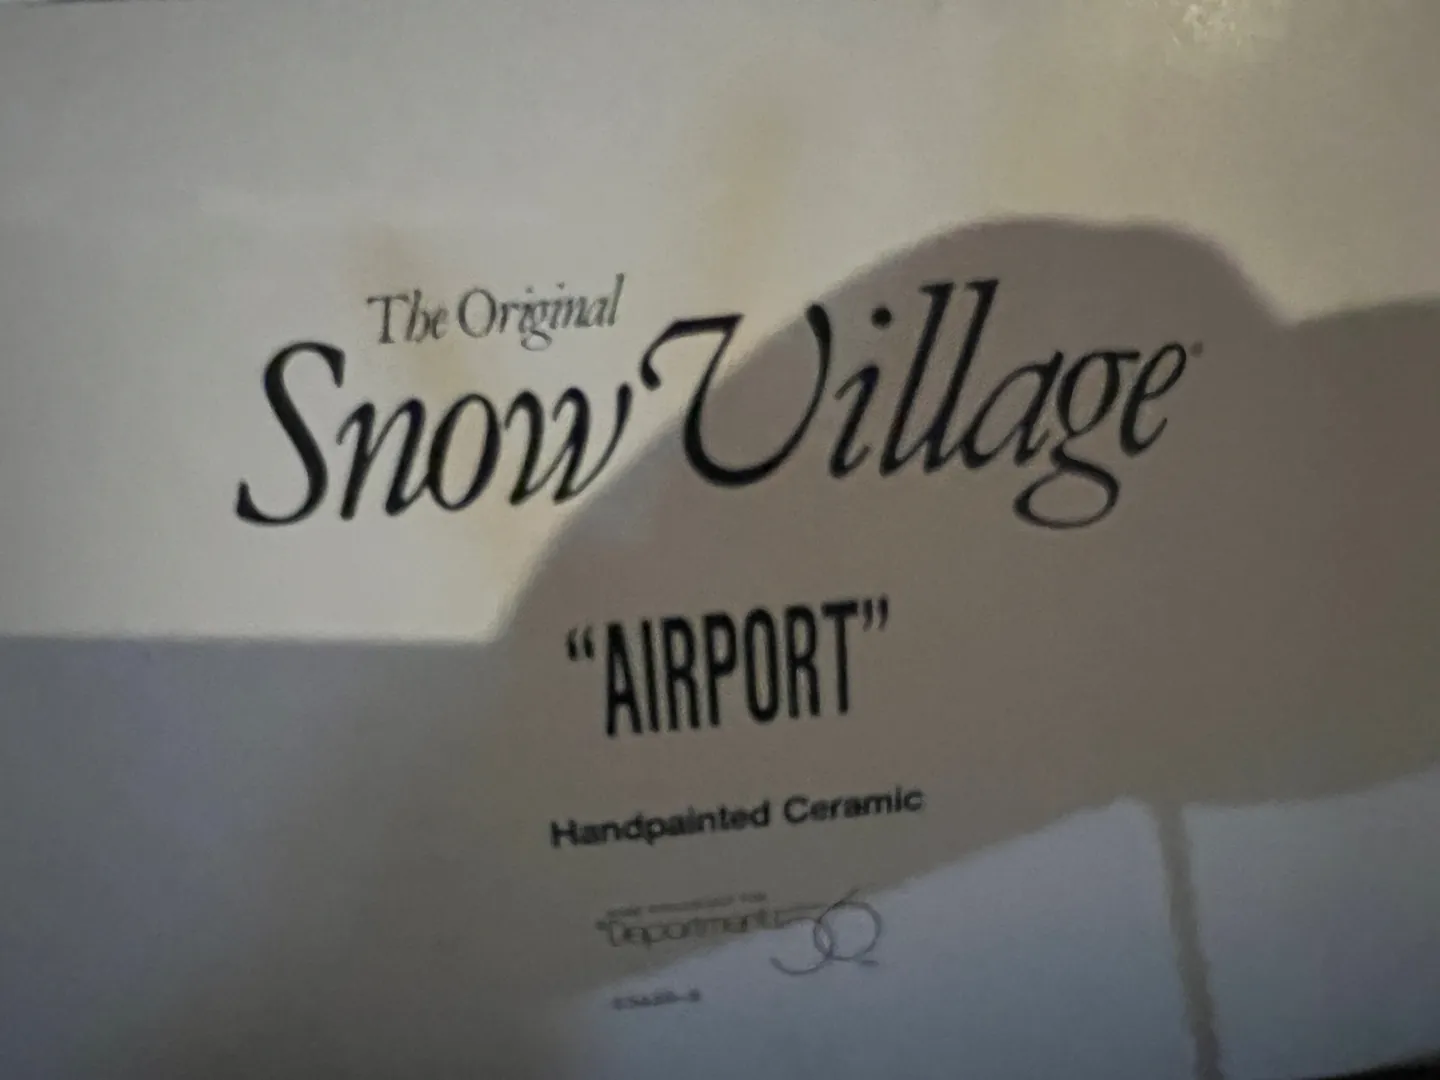 The Original
Snow Village®
“AIRPORT”
Handpainted Ceramic
Department 56